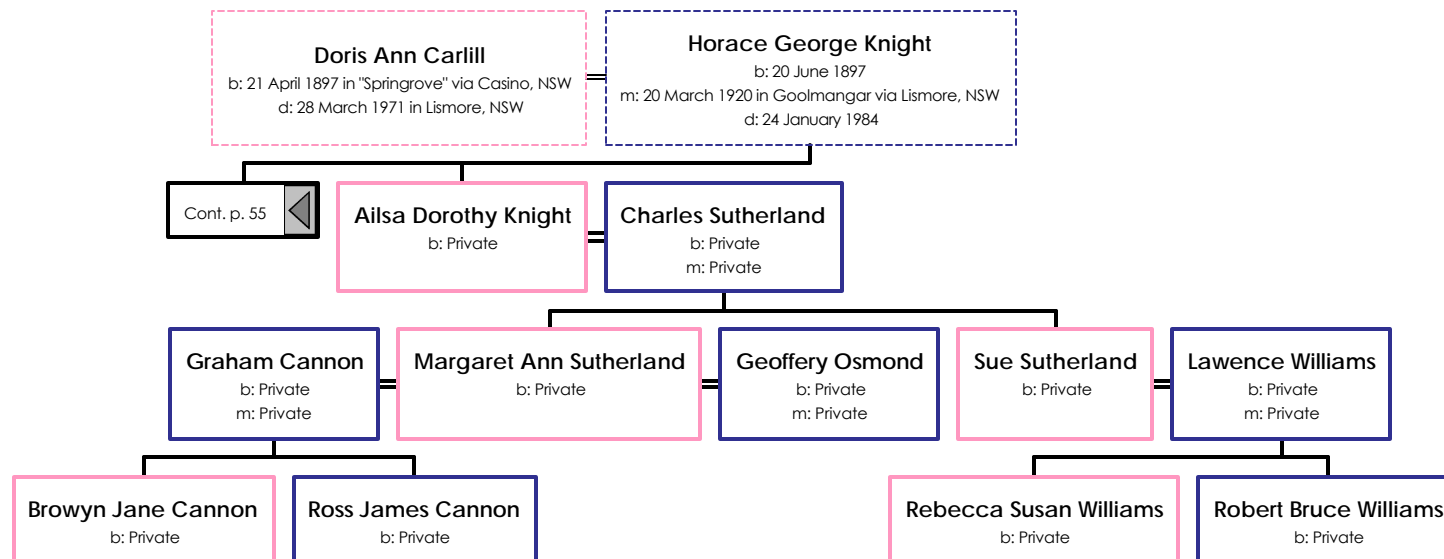 Doris Ann Carlill
b: 21 April 1897 in "Springrove" via Casino, NSW
d: 28 March 1971 in Lismore, NSW
Horace George Knight
b: 20 June 1897
m: 20 March 1920 in Goolmangar via Lismore, NSW
d: 24 January 1984
Cont. p. 55
Ailsa Dorothy Knight
b: Private
Charles Sutherland
b: Private
m: Private
Graham Cannon
b: Private
m: Private
Margaret Ann Sutherland
b: Private
Geoffery Osmond
b: Private
m: Private
Sue Sutherland
b: Private
Lawence Williams
b: Private
m: Private
Browyn Jane Cannon
b: Private
Ross James Cannon
b: Private
Rebecca Susan Williams
b: Private
Robert Bruce Williams
b: Private